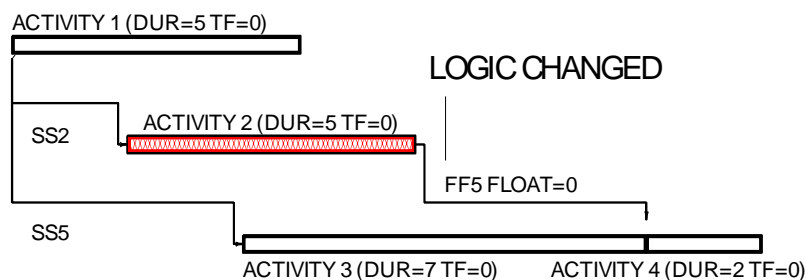 ACTIVITY 1 (DUR=5 TF=0)
LOGIC CHANGED
ACTIVITY 2 (DUR=5 TF=0)
SS2
FF5 FLOAT=0
SS5
ACTIVITY 3 (DUR=7 TF=0)
ACTIVITY 4 (DUR=2 TF=0)